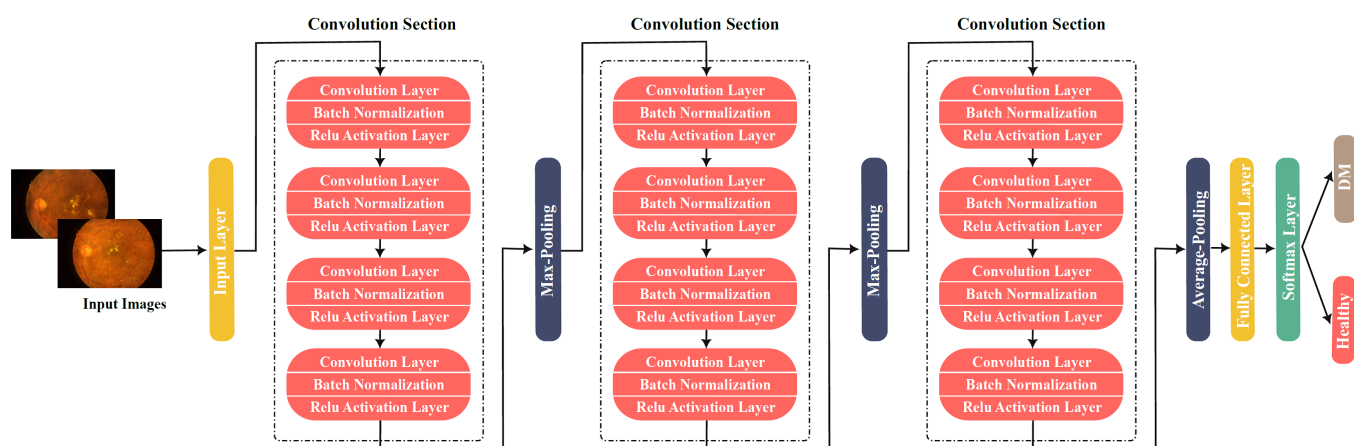 Input Images
Input Layer
Convolution Section
Convolution Layer
Batch Normalization
Relu Activation Layer
Convolution Layer
Batch Normalization
Relu Activation Layer
Convolution Layer
Batch Normalization
Relu Activation Layer
Convolution Layer
Batch Normalization
Relu Activation Layer
Max-Pooling
Convolution Section
Convolution Layer
Batch Normalization
Relu Activation Layer
Convolution Layer
Batch Normalization
Relu Activation Layer
Convolution Layer
Batch Normalization
Relu Activation Layer
Convolution Layer
Batch Normalization
Relu Activation Layer
Max-Pooling
Convolution Section
Convolution Layer
Batch Normalization
Relu Activation Layer
Convolution Layer
Batch Normalization
Relu Activation Layer
Convolution Layer
Batch Normalization
Relu Activation Layer
Convolution Layer
Batch Normalization
Relu Activation Layer
Average-Pooling
Fully Connected Layer
Softmax Layer
DM
Healthy